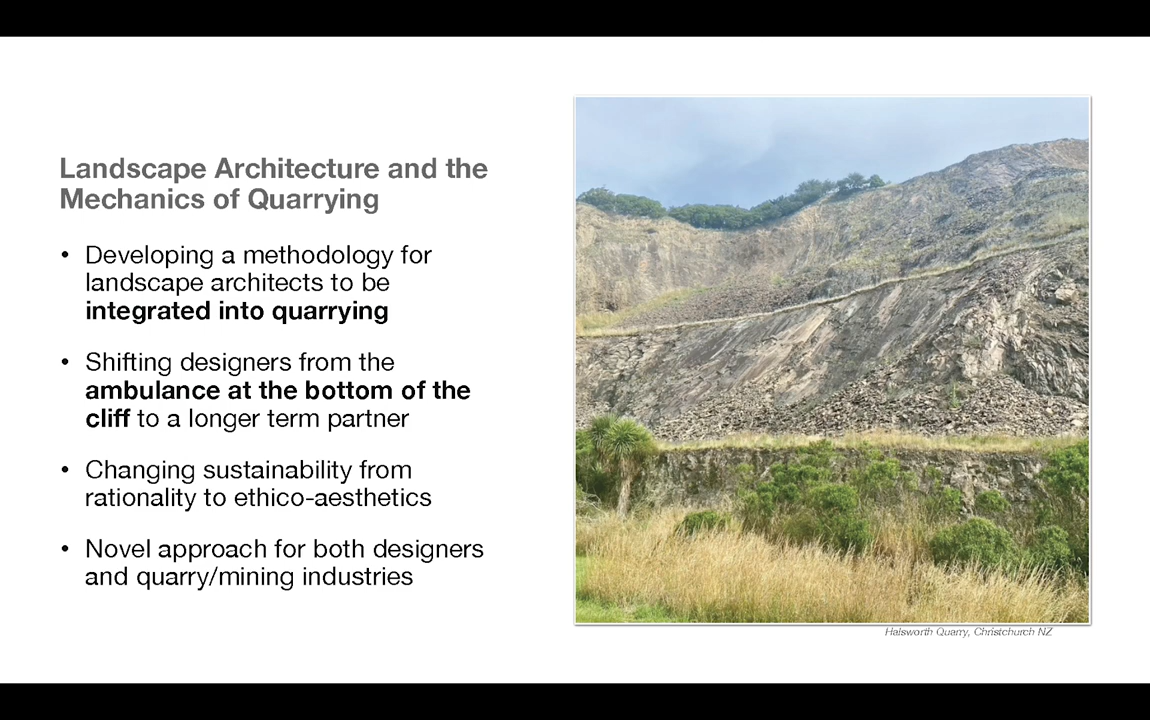 Landscape Architecture and the
Mechanics of Quarrying
• Developing a methodology for
landscape architects to be
integrated into quarrying
• Shifting designers from the
ambulance at the bottom of the
cliff to a longer term partner
• Changing sustainability from
rationality to ethico-aesthetics
• Novel approach for both designers
and quarry/mining industries
Halsworth Quarry, Christchurch NZ